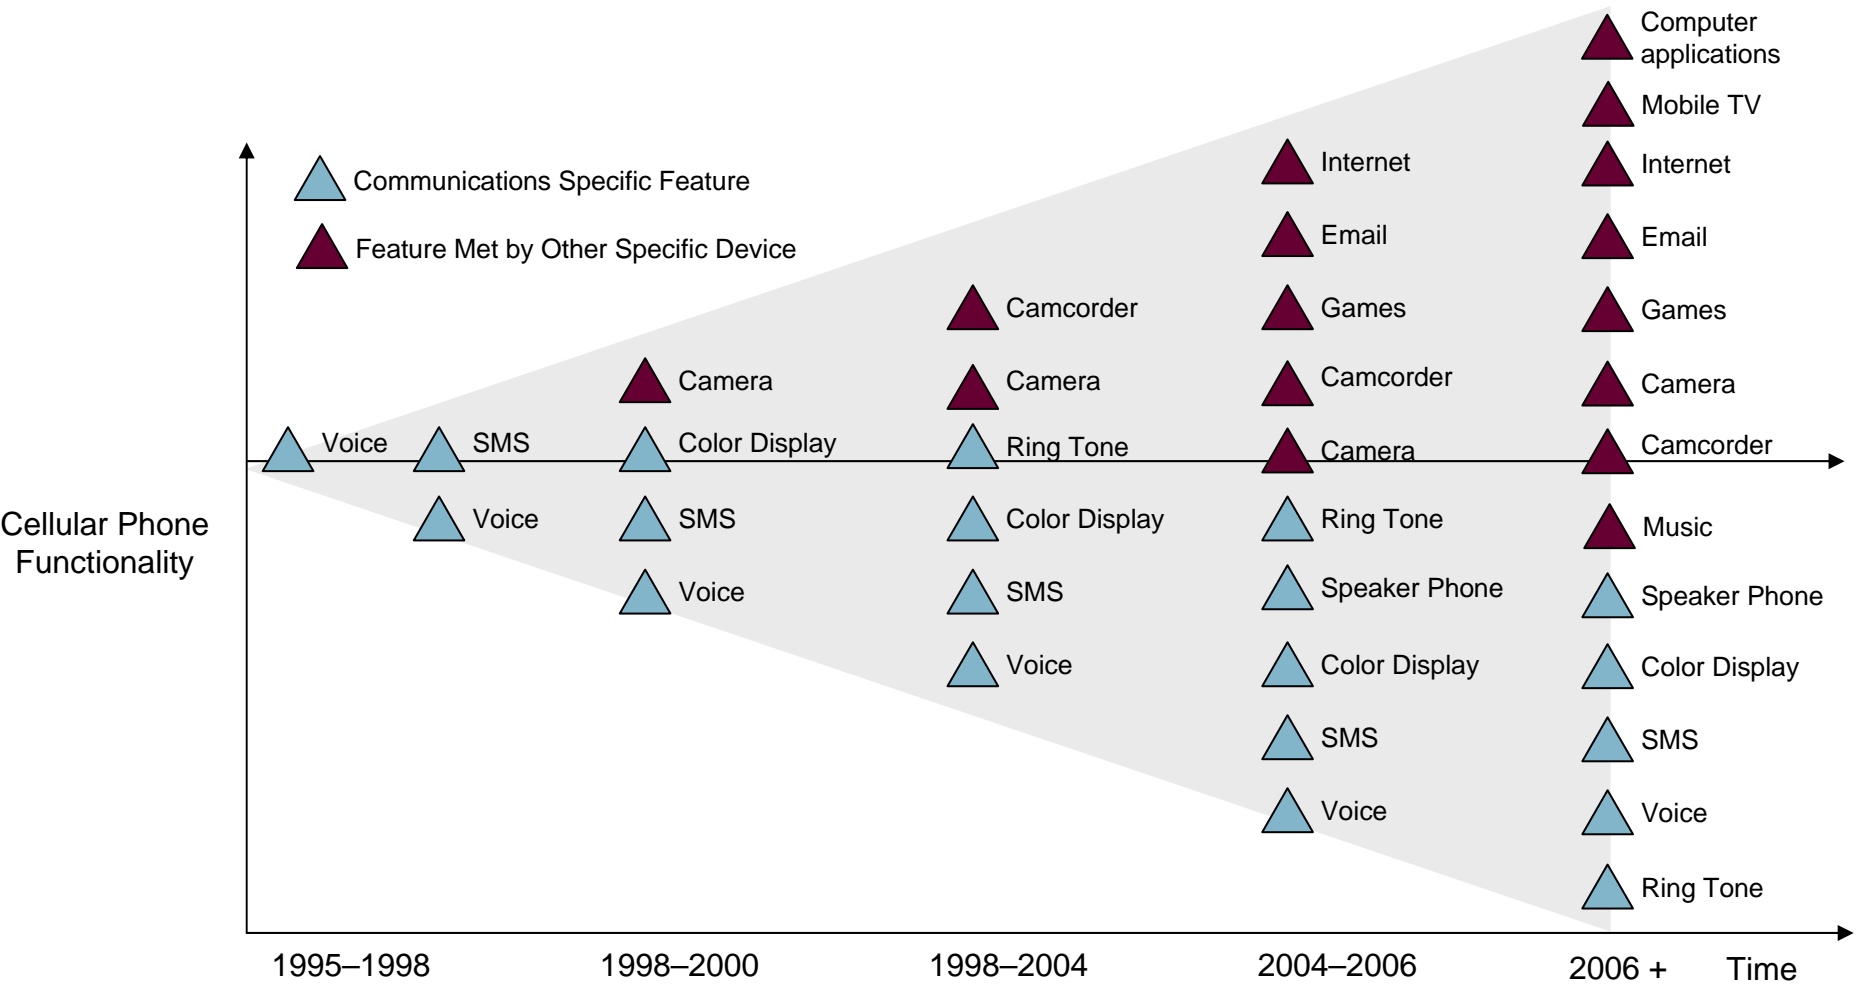 Computer
applications
Mobile TV
Internet
Internet
Communications Specific Feature
Email
Email
Feature Met by Other Specific Device
Camcorder
Games
Games
Camera
Camera
Camcorder
Camera
Voice
SMS
Color Display
Ring Tone
Camera
Camcorder
Cellular Phone
Functionality
Voice
SMS
Color Display
Ring Tone
Music
Voice
SMS
Speaker Phone
Speaker Phone
Voice
Color Display
Color Display
SMS
SMS
Voice
Voice
Ring Tone
1995–1998
1998–2000
1998–2004
2004–2006
2006 +
Time